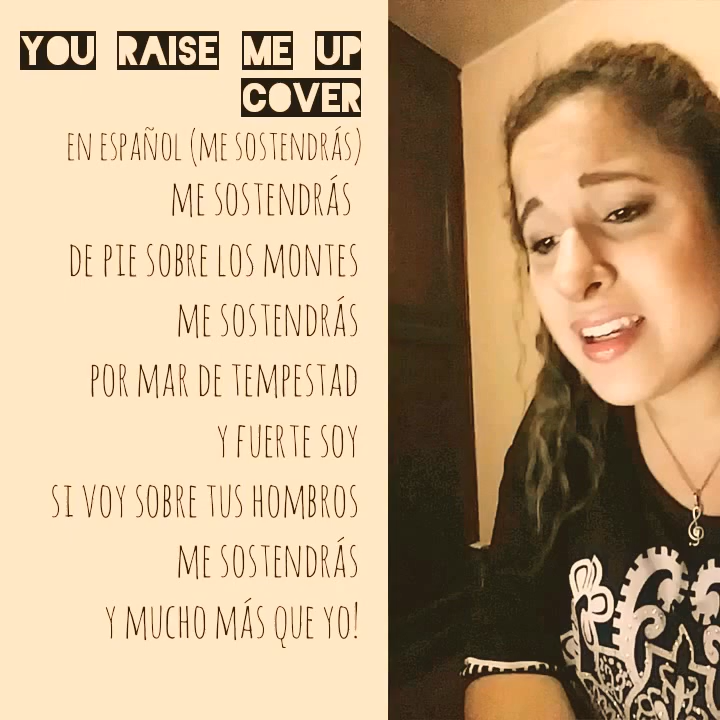 YOU RAISE ME UP
COVER
EN ESPAÑOL (ME SOSTENDRÁS)
ME SOSTENDRÁS
DE PIE SOBRE LOS MONTES
ME SOSTENDRÁS
POR MAR DE TEMPESTAD
Y FUERTE SOY
SI VOY SOBRE TUS HOMBROS
ME SOSTENDRÁS
Y MUCHO MÁS QUE YO!